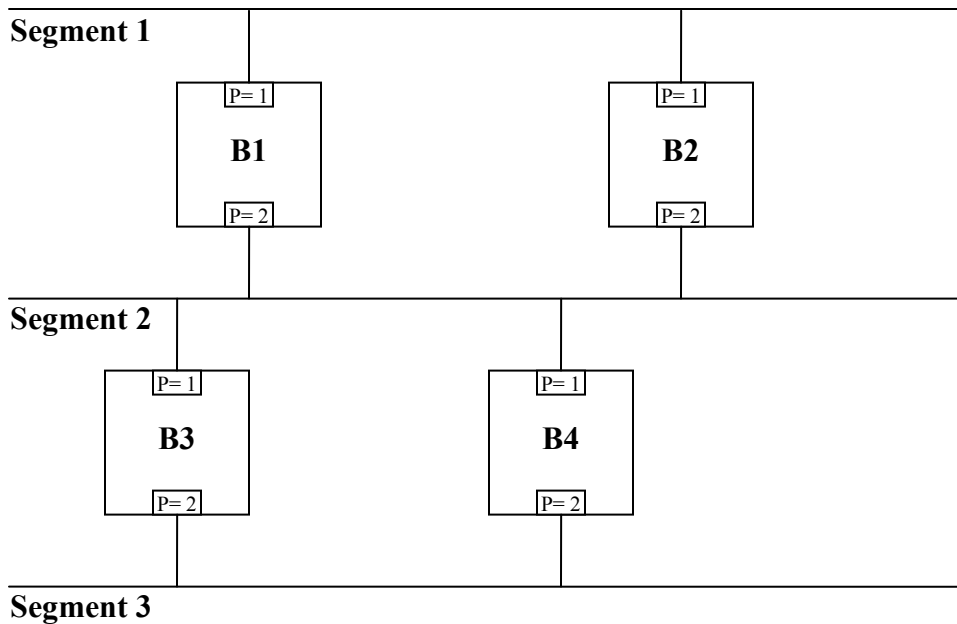 Segment 1
P= 1
P= 1
B1
B2
P= 2
P= 2
Segment 2
P= 1
P= 1
B3
B4
P= 2
P= 2
Segment 3